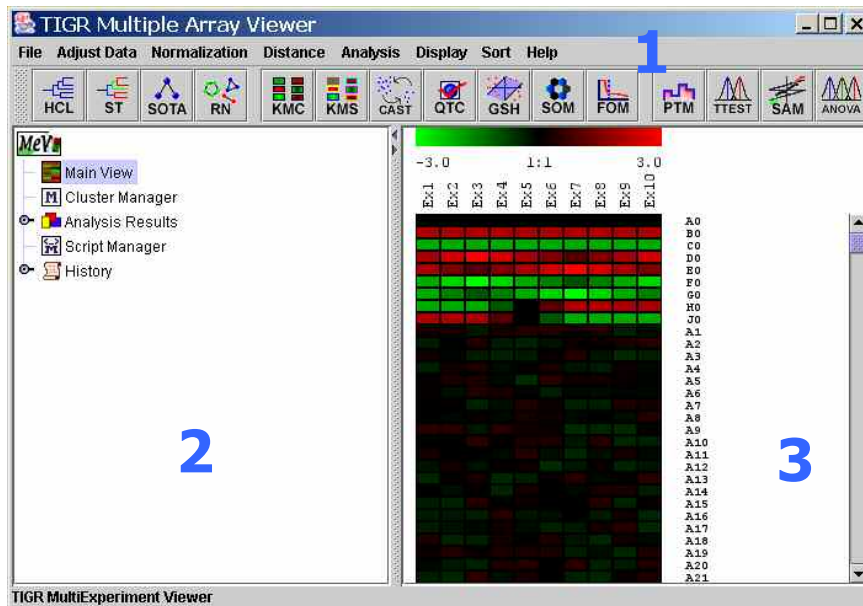 TIGR Multiple Array Viewer
File Adjust Data Normalization Distance Analysis Display Sort Help
1
HCL ST SOTA RN KMC KMS CAST QTC GSH SOM FOM PTM TTEST SAM ANOVA
MeV
Main View
Cluster Manager
Analysis Results
Script Manager
History
2
-3.0 1:1 3.0
Ex1 Ex2 Ex3 Ex4 Ex5 Ex6 Ex7 Ex8 Ex9 Ex10
A0
B0
C0
D0
E0
F0
G0
H0
J0
A1
A2
A3
A4
A5
A6
A7
A8
A9
A10
A11
A12
A13
A14
A15
A16
A17
A18
A19
A20
A21
3
TIGR MultiExperiment Viewer